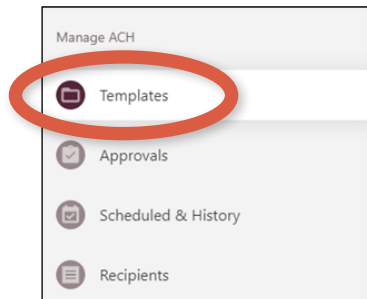 Manage ACH
Templates
Approvals
Scheduled & History
Recipients